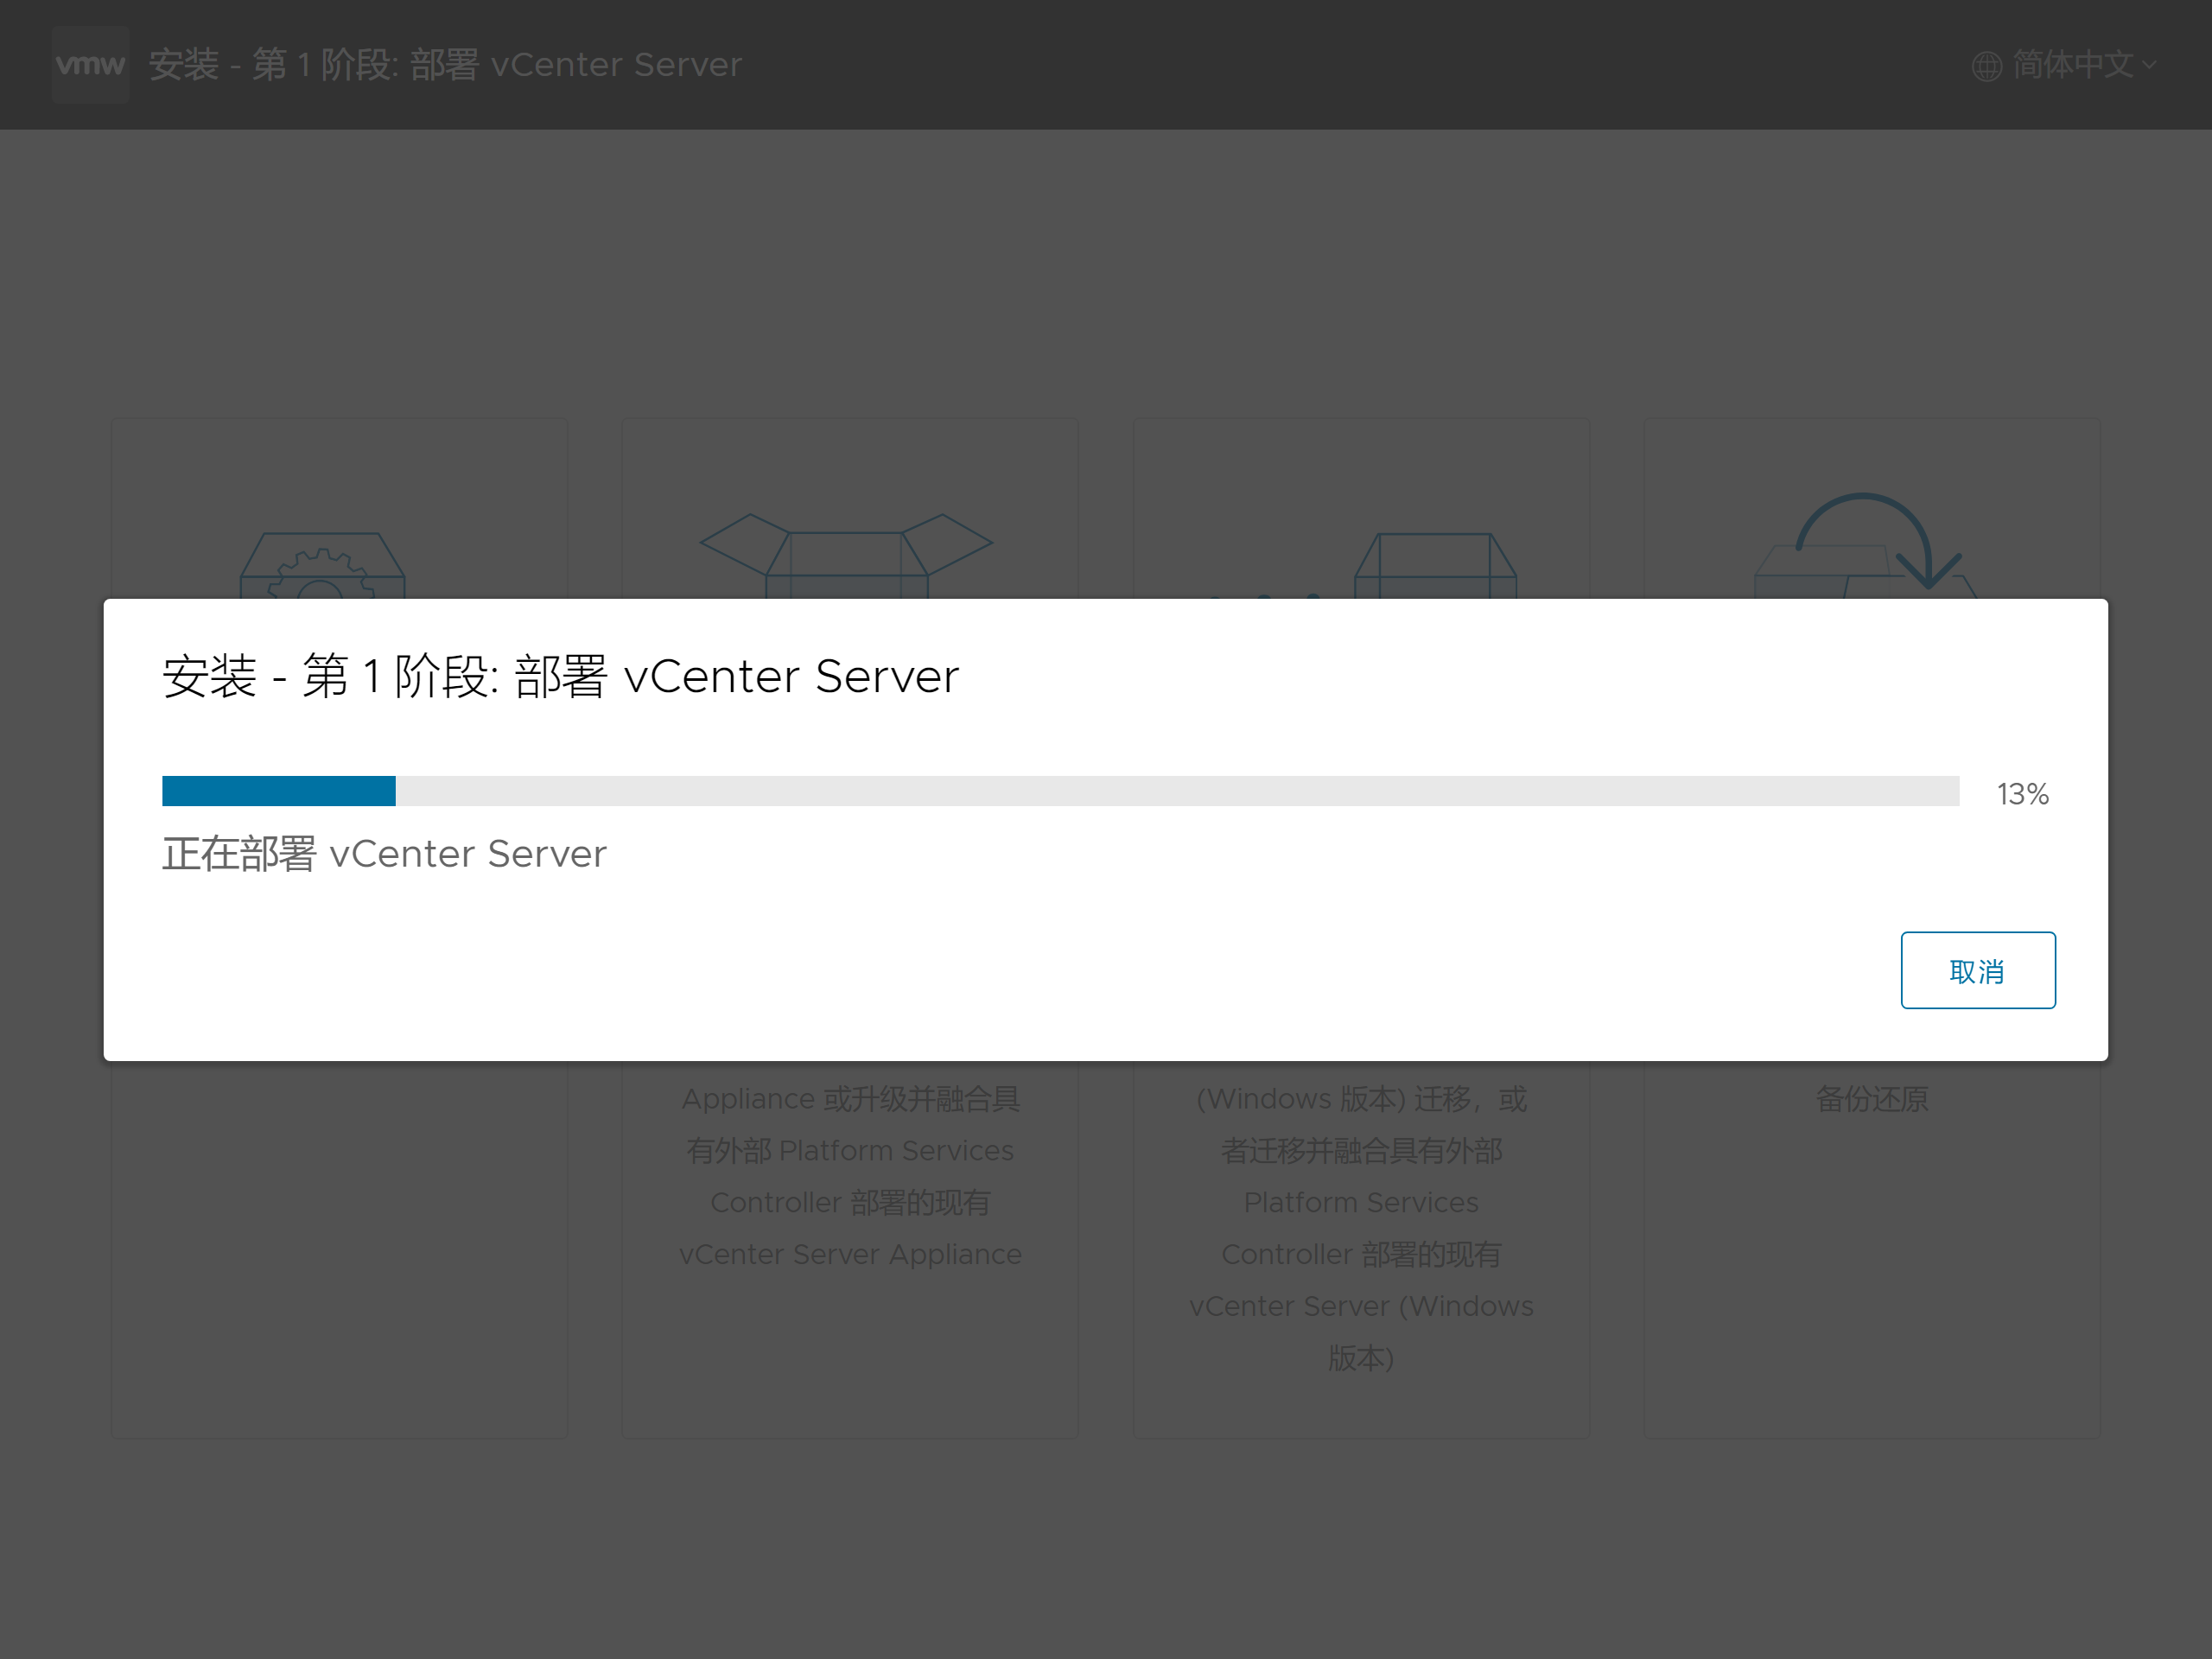 vmw 安装 - 第 1 阶段: 部署 vCenter Server
简体中文
安装 - 第 1 阶段: 部署 vCenter Server
13%
正在部署 vCenter Server
取消
Appliance 或升级并融合具
有外部 Platform Services
Controller 部署的现有
vCenter Server Appliance
(Windows 版本) 迁移，或
者迁移并融合具有外部
Platform Services
Controller 部署的现有
vCenter Server (Windows
版本)
备份还原